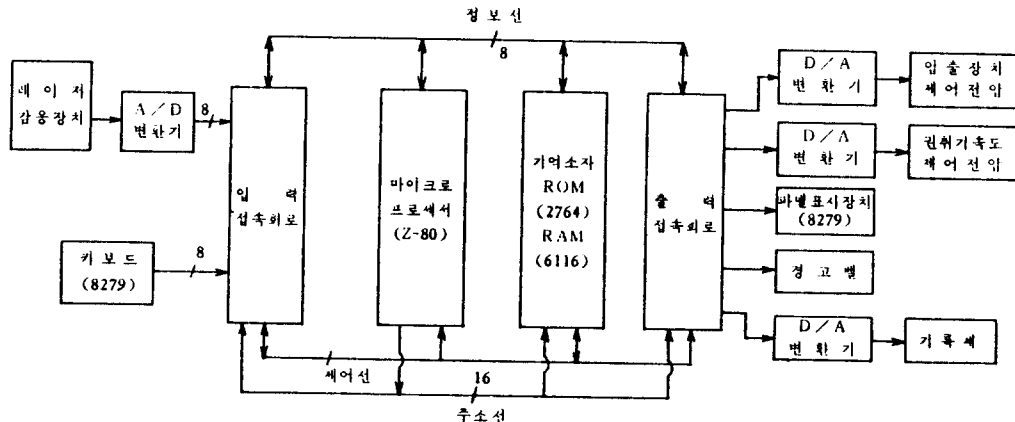 정보선
8
레이저
감응장치
A/D
변환기
8
키보드
(8279)
8
입 력
접속회로
마이크로
프로세서
(Z-80)
기억소자
ROM
(2764)
RAM
(6116)
출 력
접속회로
D/A
변환기
압출장치
제어전압
D/A
변환기
권취기속도
제어전압
파넬표시장치
(8279)
경고벨
D/A
변환기
기록계
제어선
16
주소선